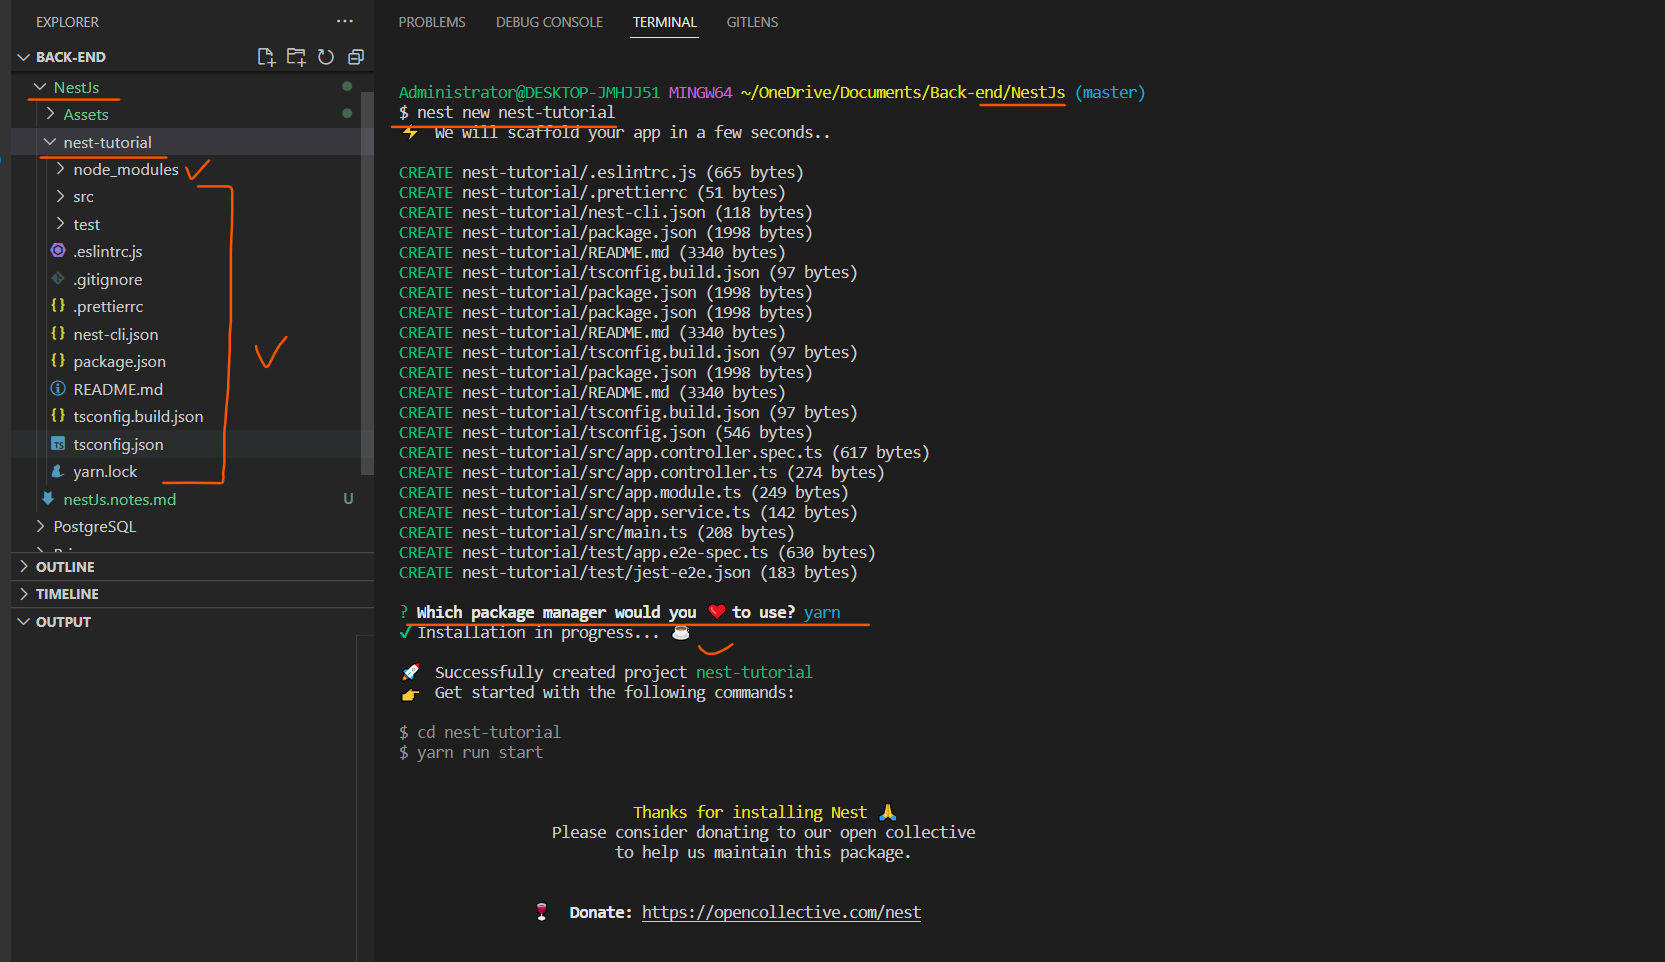 EXPLORER
BACK-END
NestJs
Assets
nest-tutorial
node_modules
src
test
.eslintrc.js
.gitignore
.prettierrc
nest-cli.json
package.json
README.md
tsconfig.build.json
tsconfig.json
yarn.lock
nestJs.notes.md U
PostgreSQL
OUTLINE
TIMELINE
OUTPUT
PROBLEMS DEBUG CONSOLE TERMINAL GITLENS
Administrator@DESKTOP-JMHJJ51 MINGW64 ~/OneDrive/Documents/Back-end/NestJs (master)
$ nest new nest-tutorial
⚡ We will scaffold your app in a few seconds..
CREATE nest-tutorial/.eslintrc.js (665 bytes)
CREATE nest-tutorial/.prettierrc (51 bytes)
CREATE nest-tutorial/nest-cli.json (118 bytes)
CREATE nest-tutorial/package.json (1998 bytes)
CREATE nest-tutorial/README.md (3340 bytes)
CREATE nest-tutorial/tsconfig.build.json (97 bytes)
CREATE nest-tutorial/package.json (1998 bytes)
CREATE nest-tutorial/package.json (1998 bytes)
CREATE nest-tutorial/README.md (3340 bytes)
CREATE nest-tutorial/tsconfig.build.json (97 bytes)
CREATE nest-tutorial/package.json (1998 bytes)
CREATE nest-tutorial/README.md (3340 bytes)
CREATE nest-tutorial/tsconfig.build.json (97 bytes)
CREATE nest-tutorial/tsconfig.json (546 bytes)
CREATE nest-tutorial/src/app.controller.spec.ts (617 bytes)
CREATE nest-tutorial/src/app.controller.ts (274 bytes)
CREATE nest-tutorial/src/app.module.ts (249 bytes)
CREATE nest-tutorial/src/app.service.ts (142 bytes)
CREATE nest-tutorial/src/main.ts (208 bytes)
CREATE nest-tutorial/test/app.e2e-spec.ts (630 bytes)
CREATE nest-tutorial/test/jest-e2e.json (183 bytes)
? Which package manager would you ❤️ to use? yarn
✓ Installation in progress... ☕
🚀 Successfully created project nest-tutorial
👉 Get started with the following commands:
$ cd nest-tutorial
$ yarn run start
Thanks for installing Nest 🙏
Please consider donating to our open collective
to help us maintain this package.
🍷 Donate: https://opencollective.com/nest